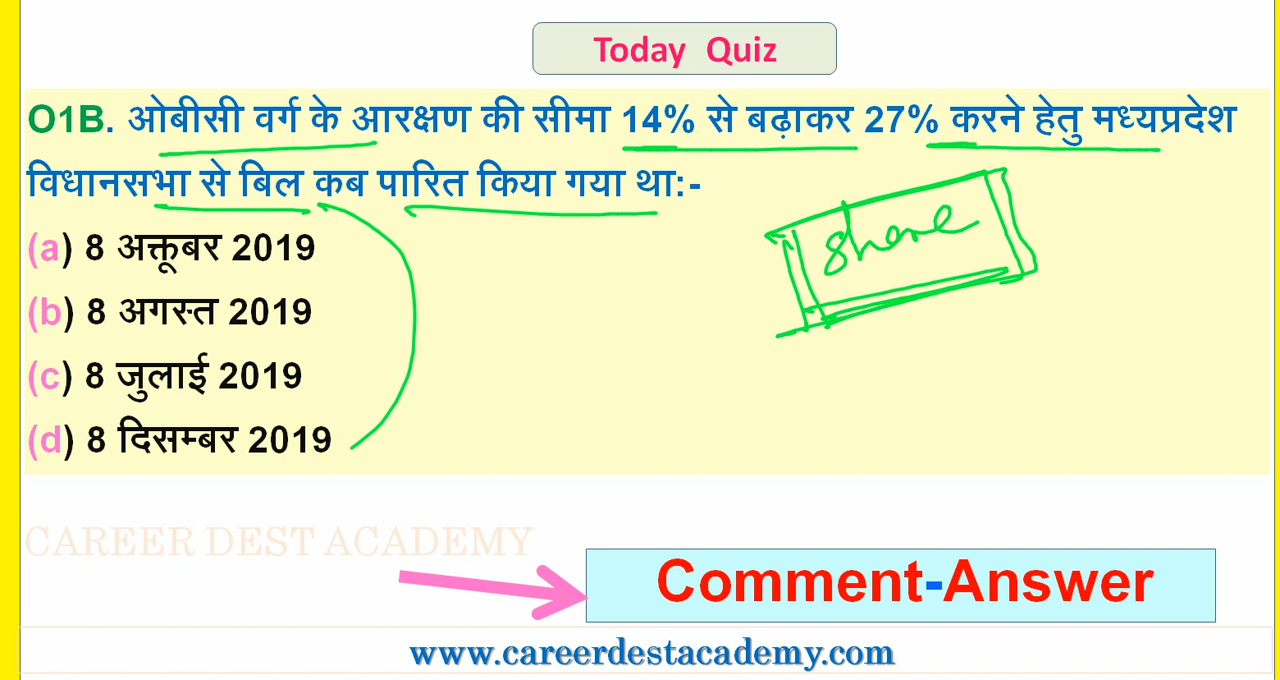 Today Quiz
O1B. ओबीसी वर्ग के आरक्षण की सीमा 14% से बढ़ाकर 27% करने हेतु मध्यप्रदेश
विधानसभा से बिल कब पारित किया गया था:-
(a) 8 अक्तूबर 2019
(b) 8 अगस्त 2019
(c) 8 जुलाई 2019
(d) 8 दिसम्बर 2019
share
CAREER DEST ACADEMY
Comment-Answer
www.careerdestacademy.com